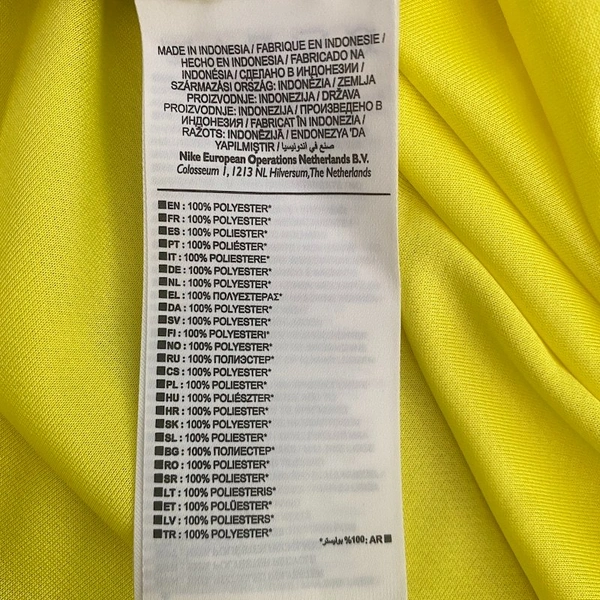 MADE IN INDONESIA / FABRIQUE EN INDONESIE /
HECHO EN INDONESIA / FABRICADO NA
INDONÉSIA / СДЕЛАНО В ИНДОНЕЗИИ /
SZÁRMAZÁSI ORSZÁG: INDONÉZIA / ZEMLJA
PROIZVODNJE: INDONEZIJA / DRŽAVA
PROIZVODNJE: INDONEZIJA / ПРОИЗВЕДЕНО В
ИНДОНЕЗИЯ / FABRICAT ÎN INDONEZIA /
RAŽOTS: INDONĒZIJĀ / ENDONEZYA 'DA
YAPILMIŞTIR / صنع في أندونيسيا
Nike European Operations Netherlands B.V.
Colosseum 1, 1213 NL Hilversum, The Netherlands
EN : 100% POLYESTER*
FR : 100% POLYESTER*
ES : 100% POLIESTER*
PT : 100% POLIÉSTER*
IT : 100% POLIESTERE*
DE : 100% POLYESTER*
NL : 100% POLYESTER*
EL : 100% ΠΟΛΥΕΣΤΕΡΑΣ*
DA : 100% POLYESTER*
SV : 100% POLYESTER*
FI : 100% POLYESTERI*
NO : 100% POLYESTER*
RU : 100% ПОЛИЭСТЕР*
CS : 100% POLYESTER*
PL : 100% POLIESTER*
HU : 100% POLIÉSZTER*
HR : 100% POLIESTER*
SK : 100% POLYESTER*
SL : 100% POLIESTER*
BG : 100% ПОЛИЕСТЕР*
RO : 100% POLIESTER*
SR : 100% POLIESTER*
LT : 100% POLIESTERIS*
ET : 100% POLÜESTER*
LV : 100% POLIESTERS*
TR : 100% POLYESTER*
AR :100% بوليستر*